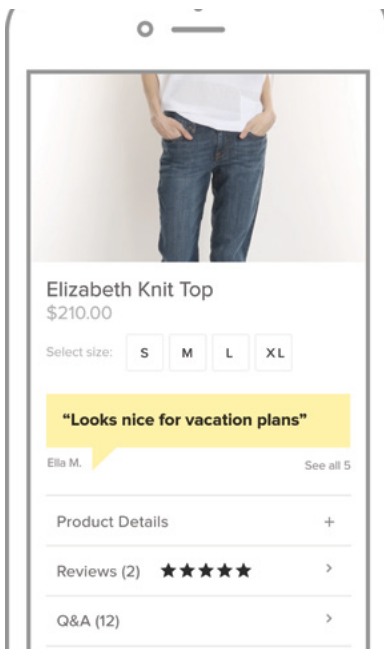 Elizabeth Knit Top
$210.00
Select size: S M L XL
“Looks nice for vacation plans”
Ella M. See all 5
Product Details +
Reviews (2) ★★★★★ >
Q&A (12) >